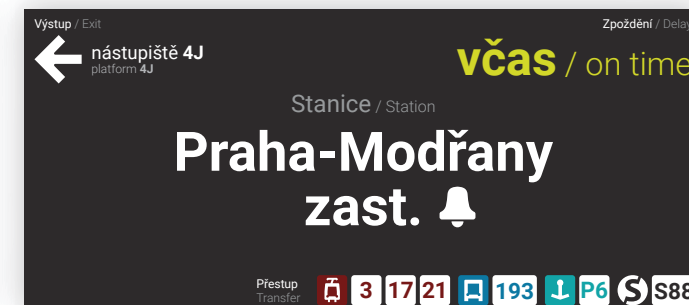 Výstup / Exit
Zpoždění / Delay
nástupiště 4J
platform 4J
včas / on time
Stanice / Station
Praha-Modřany
zast.
Přestup
Transfer
3 17 21 193 P6 S S88